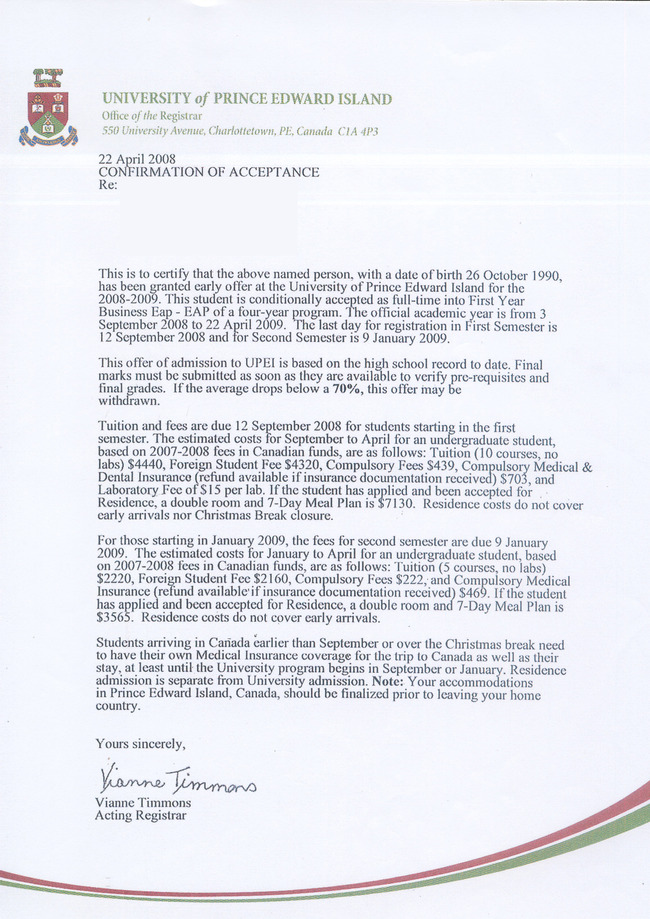 UNIVERSITY of PRINCE EDWARD ISLAND
Office of the Registrar
550 University Avenue, Charlottetown, PE, Canada C1A 4P3
22 April 2008
CONFIRMATION OF ACCEPTANCE
Re:
This is to certify that the above named person, with a date of birth 26 October 1990,
has been granted early offer at the University of Prince Edward Island for the
2008-2009. This student is conditionally accepted as full-time into First Year
Business Eap - EAP of a four-year program. The official academic year is from 3
September 2008 to 22 April 2009. The last day for registration in First Semester is
12 September 2008 and for Second Semester is 9 January 2009.
This offer of admission to UPEI is based on the high school record to date. Final
marks must be submitted as soon as they are available to verify pre-requisites and
final grades. If the average drops below a 70%, this offer may be
withdrawn.
Tuition and fees are due 12 September 2008 for students starting in the first
semester. The estimated costs for September to April for an undergraduate student,
based on 2007-2008 fees in Canadian funds, are as follows: Tuition (10 courses, no
labs) $4440, Foreign Student Fee $4320, Compulsory Fees $439, Compulsory Medical &
Dental Insurance (refund available if insurance documentation received) $703, and
Laboratory Fee of $15 per lab. If the student has applied and been accepted for
Residence, a double room and 7-Day Meal Plan is $7130. Residence costs do not cover
early arrivals nor Christmas Break closure.
For those starting in January 2009, the fees for second semester are due 9 January
2009. The estimated costs for January to April for an undergraduate student, based
on 2007-2008 fees in Canadian funds, are as follows: Tuition (5 courses, no labs)
$2220, Foreign Student Fee $2160, Compulsory Fees $222, and Compulsory Medical
Insurance (refund available if insurance documentation received) $469. If the student
has applied and been accepted for Residence, a double room and 7-Day Meal Plan is
$3565. Residence costs do not cover early arrivals.
Students arriving in Canada earlier than September or over the Christmas break need
to have their own Medical Insurance coverage for the trip to Canada as well as their
stay, at least until the University program begins in September or January. Residence
admission is separate from University admission. Note: Your accommodations
in Prince Edward Island, Canada, should be finalized prior to leaving your home
country.
Yours sincerely,
Vianne Timmons
Vianne Timmons
Acting Registrar